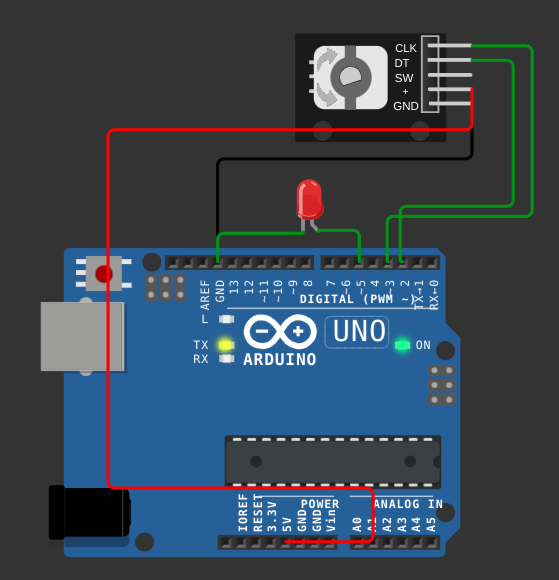 CLK
DT
SW
+
GND
AREF
GND
13
12
~11
~10
~9
8
7
~6
~5
4
~3
2
TX→1
RX←0
DIGITAL (PWM ~)
L
TX
RX
UNO
ON
ARDUINO
IOREF
RESET
3.3V
5V
GND
GND
Vin
POWER
ANALOG IN
A0
A1
A2
A3
A4
A5